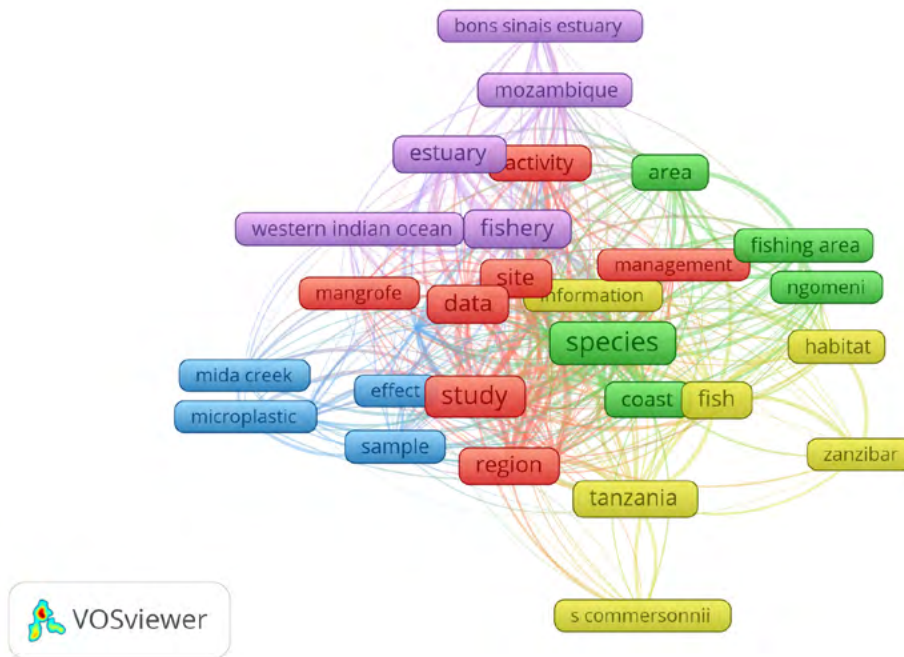 bons sinais estuary
mozambique
estuary
activity
area
western indian ocean
fishery
fishing area
management
site
information
ngomeni
mangrofe
data
species
habitat
mida creek
effect
study
coast
fish
microplastic
sample
region
zanzibar
tanzania
s commersonnii
VOSviewer